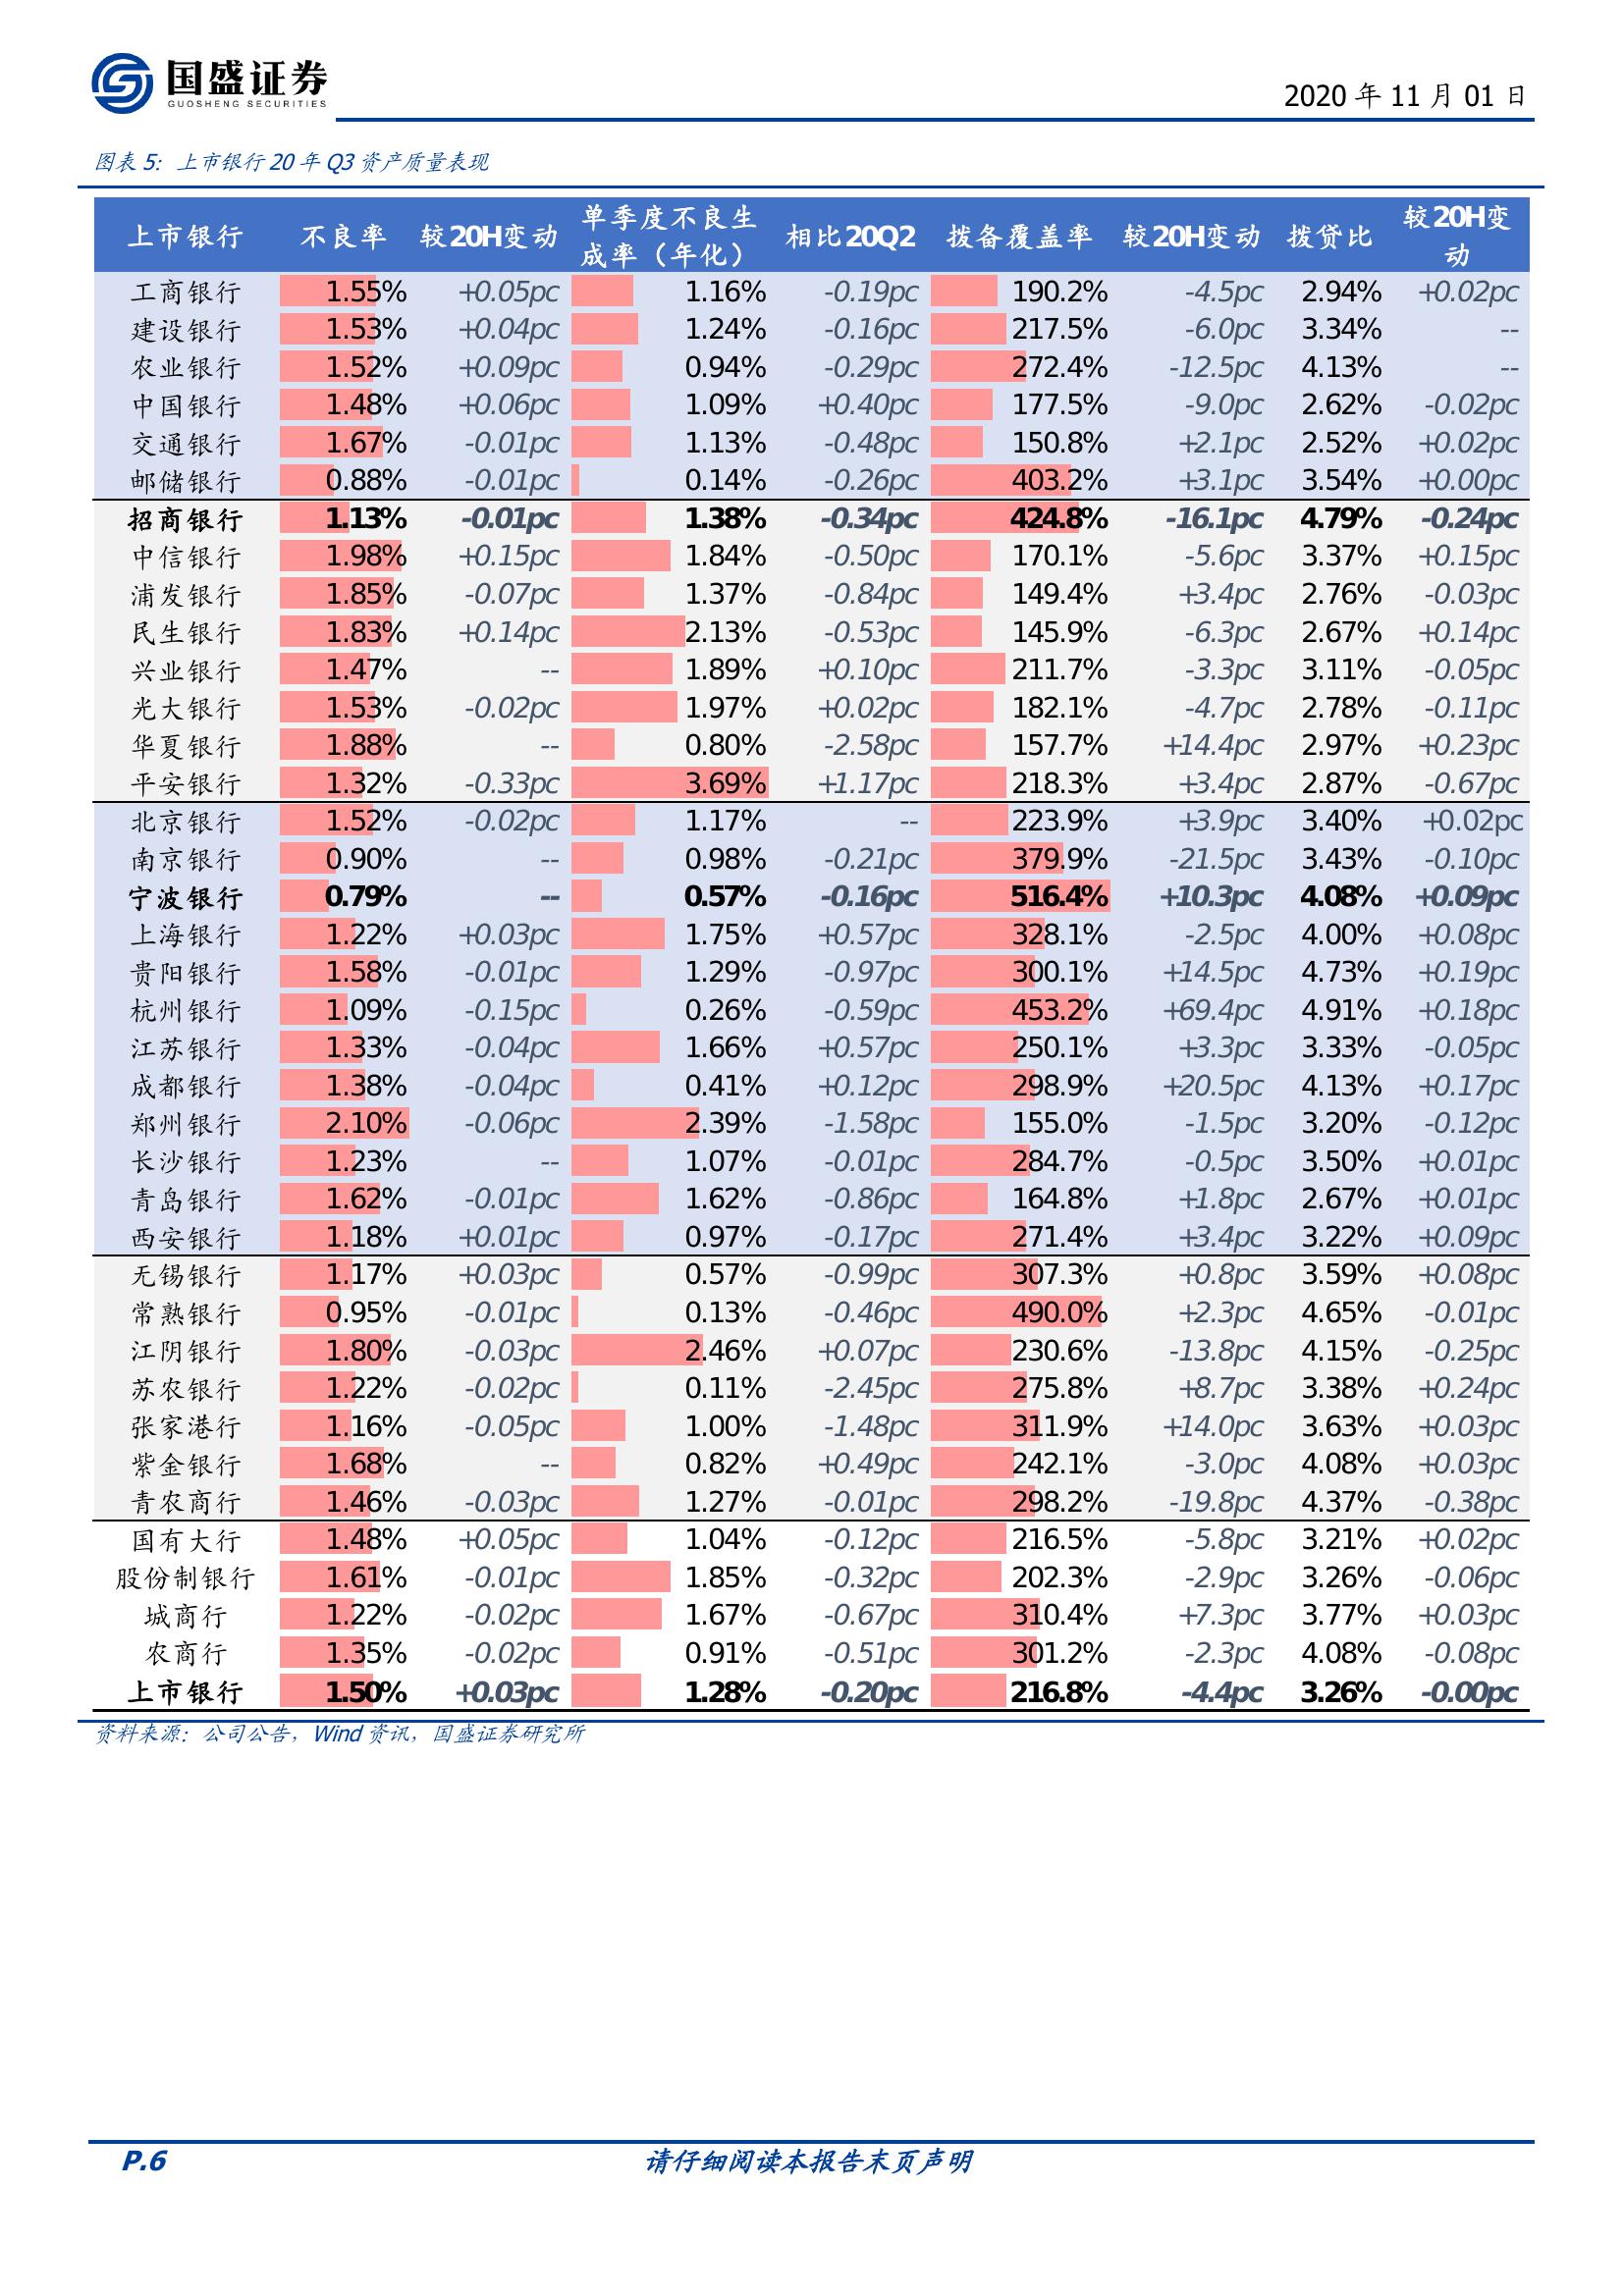 国盛证券
GUOSHENG SECURITIES
2020 年 11 月 01 日
图表 5: 上市银行 20 年 Q3 资产质量表现
上市银行 不良率 较20H变动 单季度不良生成率（年化） 相比20Q2 拨备覆盖率 较20H变动 拨贷比 较20H变动
工商银行 1.55% +0.05pc 1.16% -0.19pc 190.2% -4.5pc 2.94% +0.02pc
建设银行 1.53% +0.04pc 1.24% -0.16pc 217.5% -6.0pc 3.34% --
农业银行 1.52% +0.09pc 0.94% -0.29pc 272.4% -12.5pc 4.13% --
中国银行 1.48% +0.06pc 1.09% +0.40pc 177.5% -9.0pc 2.62% -0.02pc
交通银行 1.67% -0.01pc 1.13% -0.48pc 150.8% +2.1pc 2.52% +0.02pc
邮储银行 0.88% -0.01pc 0.14% -0.26pc 403.2% +3.1pc 3.54% +0.00pc
招商银行 1.13% -0.01pc 1.38% -0.34pc 424.8% -16.1pc 4.79% -0.24pc
中信银行 1.98% +0.15pc 1.84% -0.50pc 170.1% -5.6pc 3.37% +0.15pc
浦发银行 1.85% -0.07pc 1.37% -0.84pc 149.4% +3.4pc 2.76% -0.03pc
民生银行 1.83% +0.14pc 2.13% -0.53pc 145.9% -6.3pc 2.67% +0.14pc
兴业银行 1.47% -- 1.89% +0.10pc 211.7% -3.3pc 3.11% -0.05pc
光大银行 1.53% -0.02pc 1.97% +0.02pc 182.1% -4.7pc 2.78% -0.11pc
华夏银行 1.88% -- 0.80% -2.58pc 157.7% +14.4pc 2.97% +0.23pc
平安银行 1.32% -0.33pc 3.69% +1.17pc 218.3% +3.4pc 2.87% -0.67pc
北京银行 1.52% -0.02pc 1.17% -- 223.9% +3.9pc 3.40% +0.02pc
南京银行 0.90% -- 0.98% -0.21pc 379.9% -21.5pc 3.43% -0.10pc
宁波银行 0.79% -- 0.57% -0.16pc 516.4% +10.3pc 4.08% +0.09pc
上海银行 1.22% +0.03pc 1.75% +0.57pc 328.1% -2.5pc 4.00% +0.08pc
贵阳银行 1.58% -0.01pc 1.29% -0.97pc 300.1% +14.5pc 4.73% +0.19pc
杭州银行 1.09% -0.15pc 0.26% -0.59pc 453.2% +69.4pc 4.91% +0.18pc
江苏银行 1.33% -0.04pc 1.66% +0.57pc 250.1% +3.3pc 3.33% -0.05pc
成都银行 1.38% -0.04pc 0.41% +0.12pc 298.9% +20.5pc 4.13% +0.17pc
郑州银行 2.10% -0.06pc 2.39% -1.58pc 155.0% -1.5pc 3.20% -0.12pc
长沙银行 1.23% -- 1.07% -0.01pc 284.7% -0.5pc 3.50% +0.01pc
青岛银行 1.62% -0.01pc 1.62% -0.86pc 164.8% +1.8pc 2.67% +0.01pc
西安银行 1.18% +0.01pc 0.97% -0.17pc 271.4% +3.4pc 3.22% +0.09pc
无锡银行 1.17% +0.03pc 0.57% -0.99pc 307.3% +0.8pc 3.59% +0.08pc
常熟银行 0.95% -0.01pc 0.13% -0.46pc 490.0% +2.3pc 4.65% -0.01pc
江阴银行 1.80% -0.03pc 2.46% +0.07pc 230.6% -13.8pc 4.15% -0.25pc
苏农银行 1.22% -0.02pc 0.11% -2.45pc 275.8% +8.7pc 3.38% +0.24pc
张家港行 1.16% -0.05pc 1.00% -1.48pc 311.9% +14.0pc 3.63% +0.03pc
紫金银行 1.68% -- 0.82% +0.49pc 242.1% -3.0pc 4.08% +0.03pc
青农商行 1.46% -0.03pc 1.27% -0.01pc 298.2% -19.8pc 4.37% -0.38pc
国有大行 1.48% +0.05pc 1.04% -0.12pc 216.5% -5.8pc 3.21% +0.02pc
股份制银行 1.61% -0.01pc 1.85% -0.32pc 202.3% -2.9pc 3.26% -0.06pc
城商行 1.22% -0.02pc 1.67% -0.67pc 310.4% +7.3pc 3.77% +0.03pc
农商行 1.35% -0.02pc 0.91% -0.51pc 301.2% -2.3pc 4.08% -0.08pc
上市银行 1.50% +0.03pc 1.28% -0.20pc 216.8% -4.4pc 3.26% -0.00pc
资料来源：公司公告，Wind 资讯，国盛证券研究所
P.6 请仔细阅读本报告末页声明